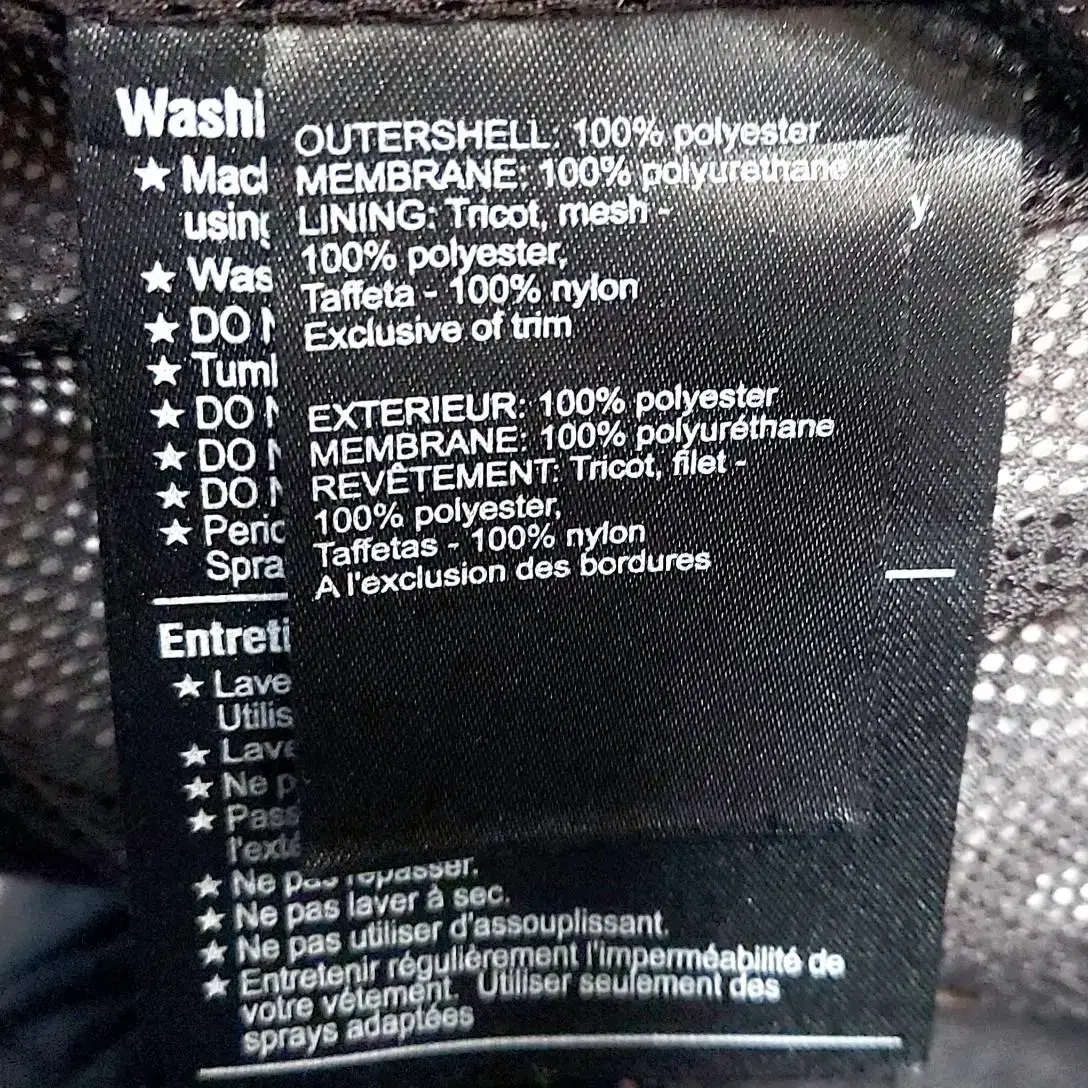 OUTERSHELL: 100% polyester
MEMBRANE: 100% polyurethane
LINING: Tricot, mesh -
100% polyester,
Taffeta - 100% nylon
Exclusive of trim
EXTERIEUR: 100% polyester
MEMBRANE: 100% polyuréthane
REVÊTEMENT: Tricot, filet -
100% polyester,
Taffetas - 100% nylon
A l'exclusion des bordures
Washi
★ Macl
using
y
★ Was
★ DO N
★ Tuml
★ DO N
★ DO N
★ DO N
★ Peric
Spra
Entreti
★ Lave
Utilis
★ Lave
★ Ne p
★ Pass
l'exté
★ Ne pas repasser.
★ Ne pas laver à sec.
★ Ne pas utiliser d'assouplissant.
★ Entretenir régulièrement l'imperméabilité de
votre vétement. Utiliser seulement des
sprays adaptées